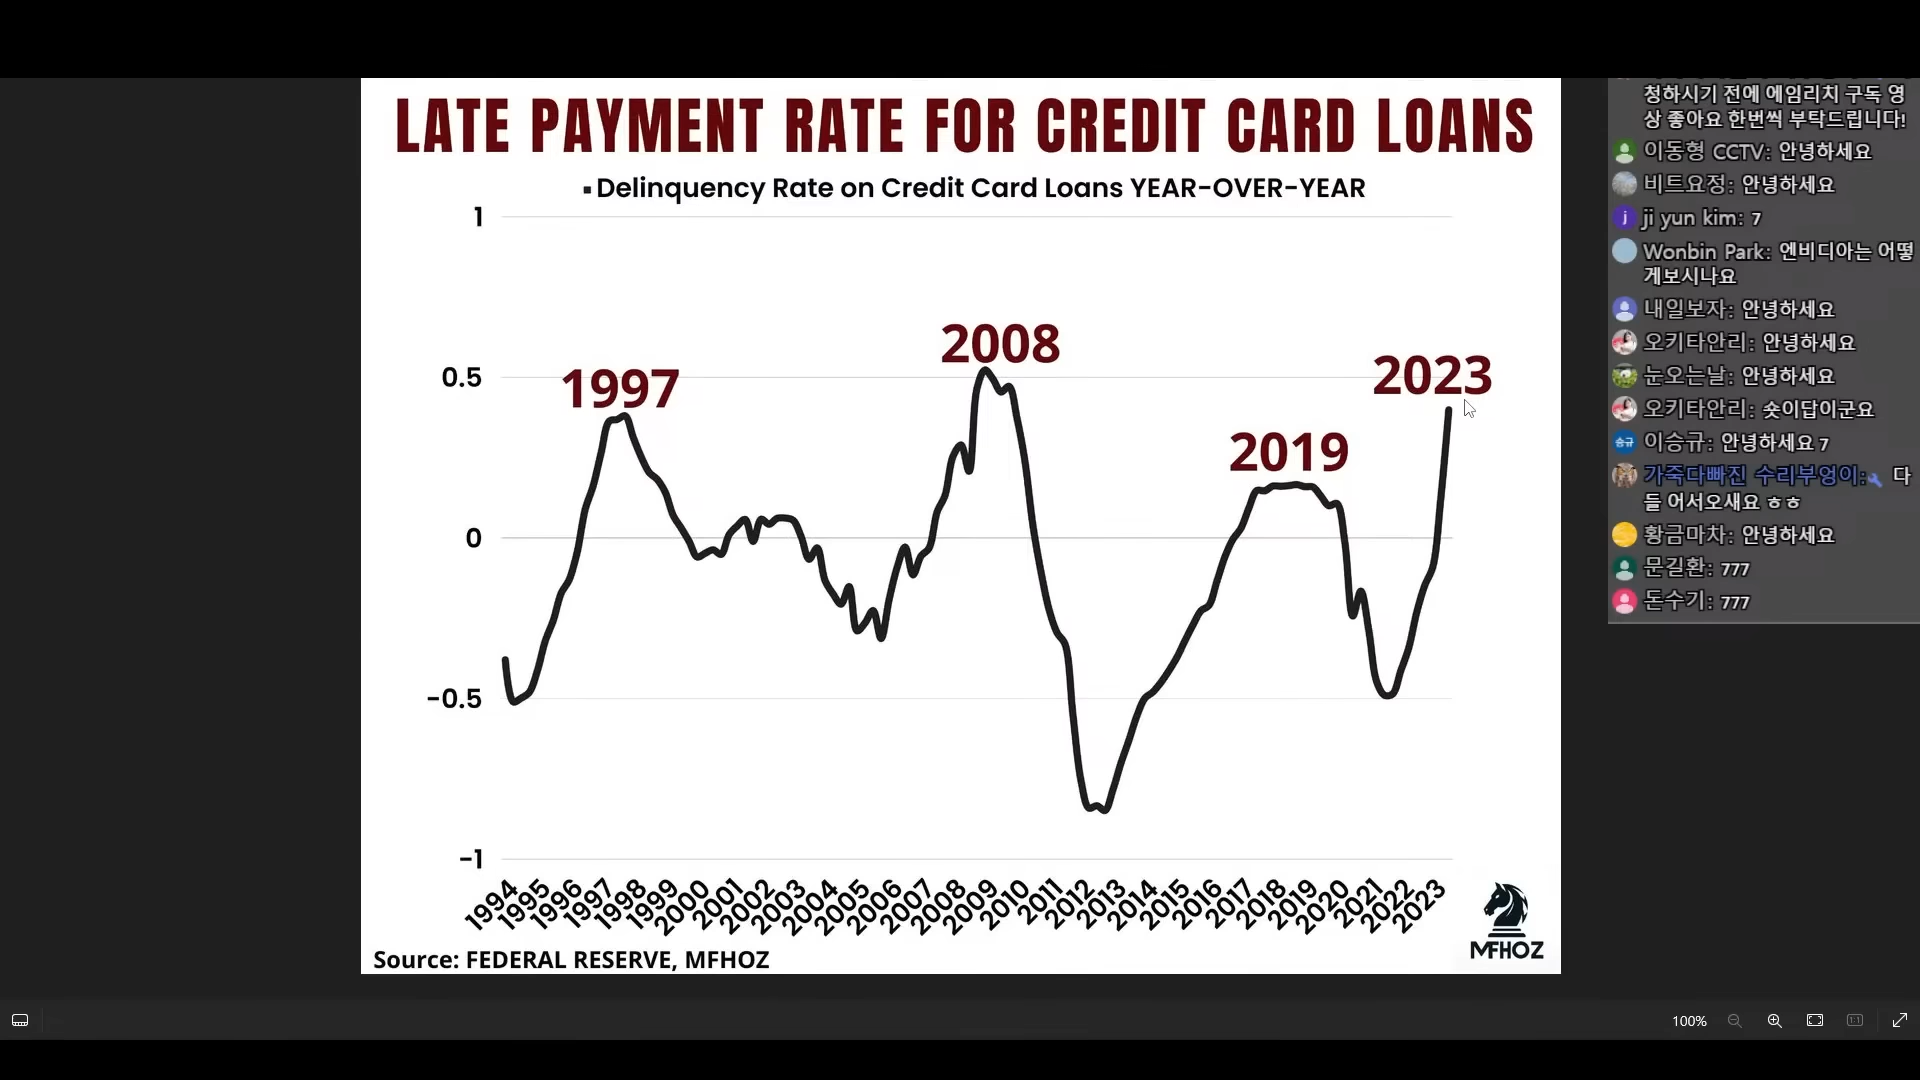 LATE PAYMENT RATE FOR CREDIT CARD LOANS
Delinquency Rate on Credit Card Loans YEAR-OVER-YEAR
1
0.5
0
-0.5
-1
1997
2008
2019
2023
1994
1995
1996
1997
1998
1999
2000
2001
2002
2003
2004
2005
2006
2007
2008
2009
2010
2011
2012
2013
2014
2015
2016
2017
2018
2019
2020
2021
2022
2023
Source: FEDERAL RESERVE, MFHOZ
MFHOZ
청하시기 전에 에임리치 구독 영
상 좋아요 한번씩 부탁드립니다!
이동형 CCTV: 안녕하세요
비트요정: 안녕하세요
j
ji yun kim: 7
Wonbin Park: 엔비디아는 어떻
게보시나요
내일보자: 안녕하세요
오키타안리: 안녕하세요
눈오는날: 안녕하세요
오키타안리: 숏이답이군요
승규
이승규: 안녕하세요 7
가죽다빠진 수리부엉이: 다
들 어서오새요 ㅎㅎ
황금마차: 안녕하세요
문길환: 777
돈수기: 777
100%
1:1